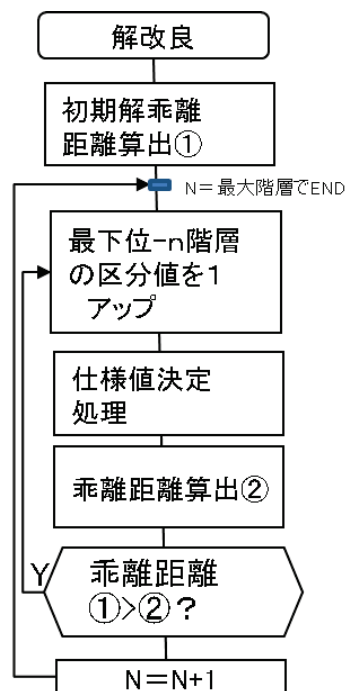 解改良
初期解乖離
距離算出①
N=最大階層でEND
最下位-n階層
の区分値を1
アップ
仕様値決定
処理
乖離距離算出②
Y
乖離距離
①>②?
N=N+1